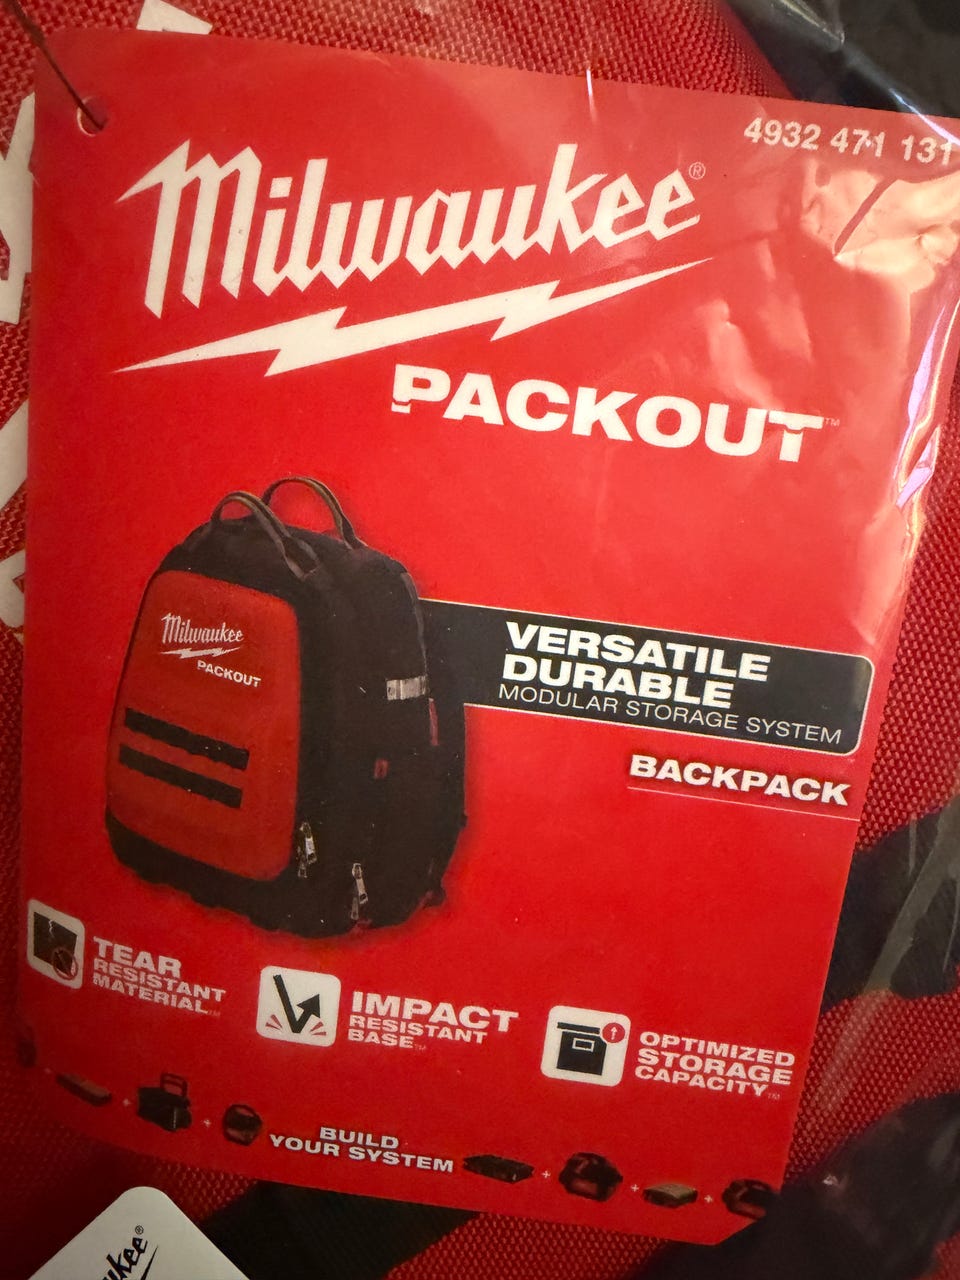 4932 471 131
Milwaukee®
PACKOUT™
Milwaukee
PACKOUT
VERSATILE
DURABLE
MODULAR STORAGE SYSTEM
BACKPACK
TEAR
RESISTANT
MATERIAL™
IMPACT
RESISTANT
BASE™
OPTIMIZED
STORAGE
CAPACITY™
BUILD
YOUR SYSTEM
ukee®